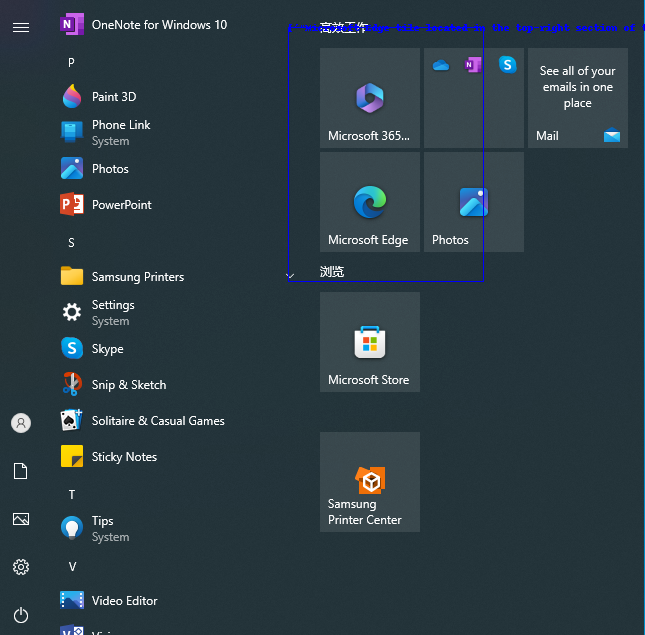 OneNote for Windows 10
P
Paint 3D
Phone Link
System
Photos
PowerPoint
S
Samsung Printers
Settings
System
Skype
Snip & Sketch
Solitaire & Casual Games
Sticky Notes
T
Tips
System
V
Video Editor
高效工作
tile located in the top-right section of
Microsoft 365...
See all of your
emails in one
place
Mail
Microsoft Edge
Photos
浏览
Microsoft Store
Samsung
Printer Center